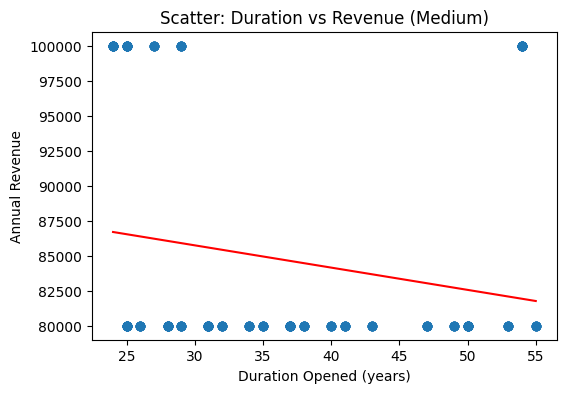 Scatter: Duration vs Revenue (Medium)
Annual Revenue
100000
97500
95000
92500
90000
87500
85000
82500
80000
25 30 35 40 45 50 55
Duration Opened (years)